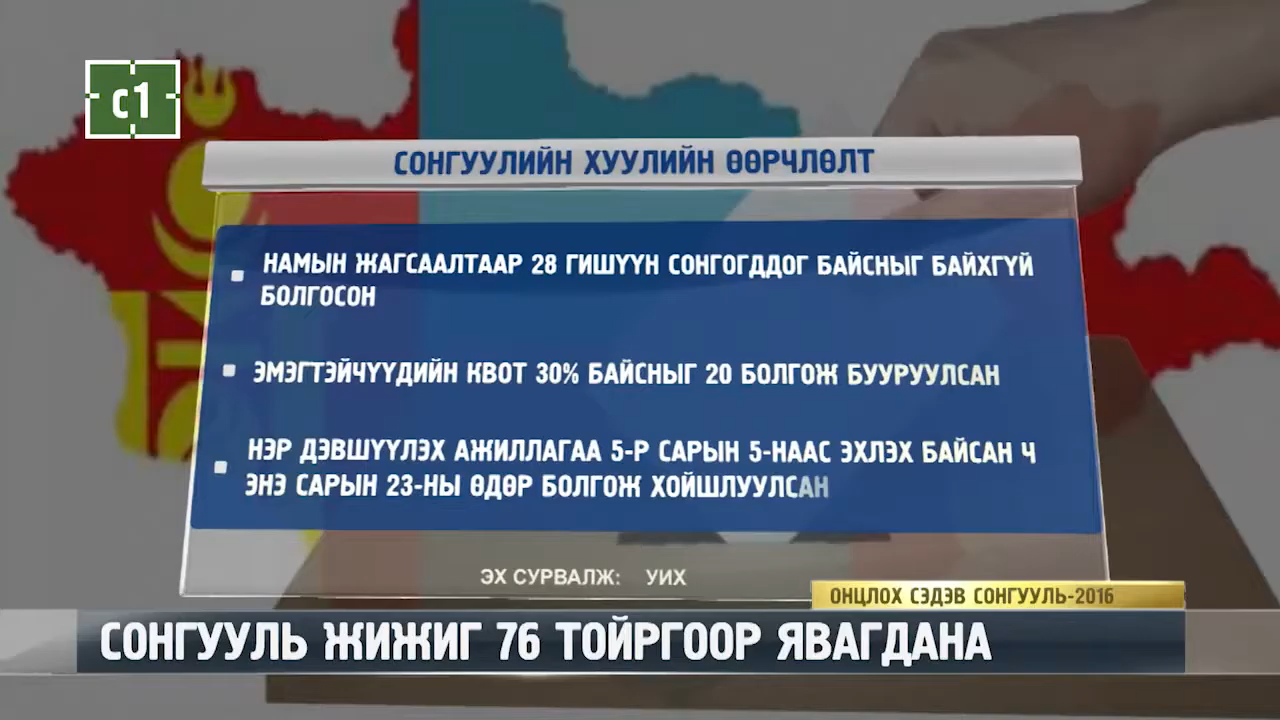 c1
СОНГУУЛИЙН ХУУЛИЙН ӨӨРЧЛӨЛТ
НАМЫН ЖАГСААЛТААР 28 ГИШҮҮН СОНГОГДДОГ БАЙСНЫГ БАЙХГҮЙ
БОЛГОСОН
ЭМЭГТЭЙЧҮҮДИЙН КВОТ 30% БАЙСНЫГ 20 БОЛГОЖ БУУРУУЛСАН
НЭР ДЭВШҮҮЛЭХ АЖИЛЛАГАА 5-Р САРЫН 5-НААС ЭХЛЭХ БАЙСАН Ч
ЭНЭ САРЫН 23-НЫ ӨДӨР БОЛГОЖ ХОЙШЛУУЛСАН
ЭХ СУРВАЛЖ: УИХ
ОНЦЛОХ СЭДЭВ СОНГУУЛЬ-2016
СОНГУУЛЬ ЖИЖИГ 76 ТОЙРГООР ЯВАГДАНА